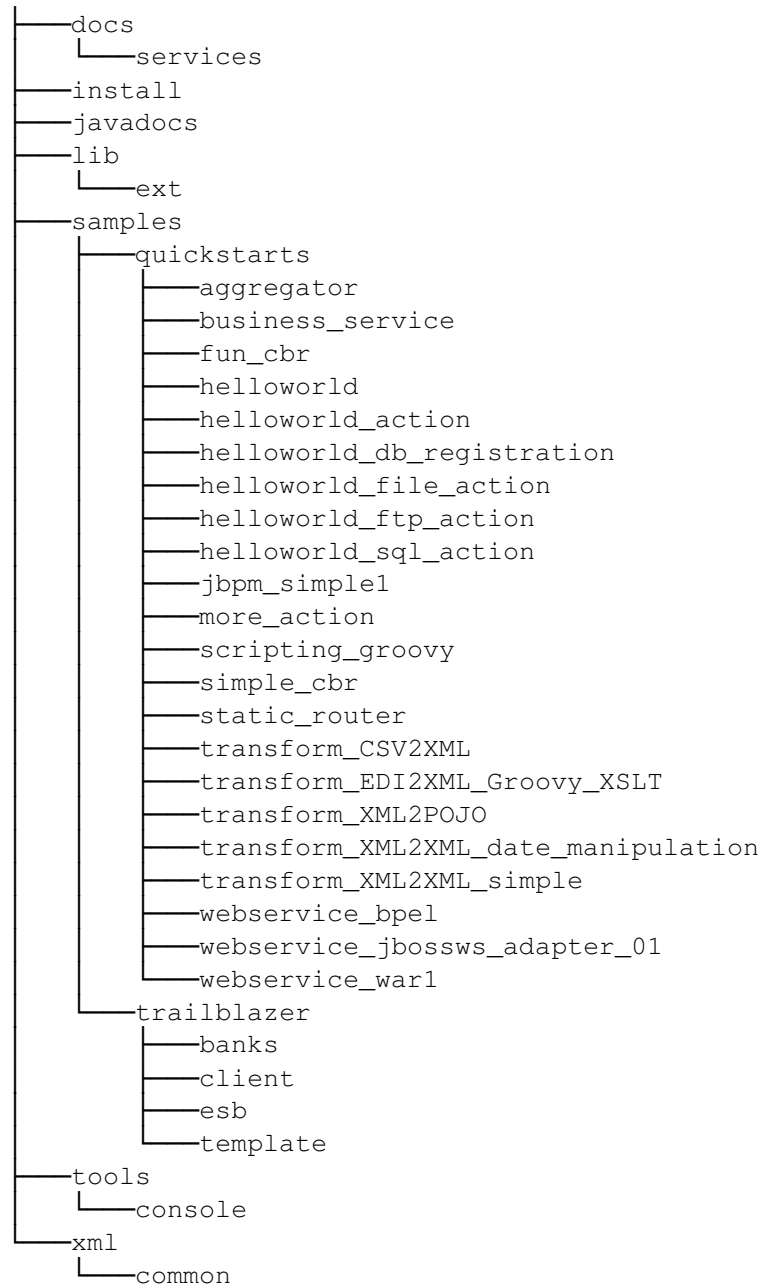 docs
services
install
javadocs
lib
ext
samples
quickstarts
aggregator
business_service
fun_cbr
helloworld
helloworld_action
helloworld_db_registration
helloworld_file_action
helloworld_ftp_action
helloworld_sql_action
jbpm_simple1
more_action
scripting_groovy
simple_cbr
static_router
transform_CSV2XML
transform_EDI2XML_Groovy_XSLT
transform_XML2POJO
transform_XML2XML_date_manipulation
transform_XML2XML_simple
webservice_bpel
webservice_jbossws_adapter_01
webservice_war1
trailblazer
banks
client
esb
template
tools
console
xml
common